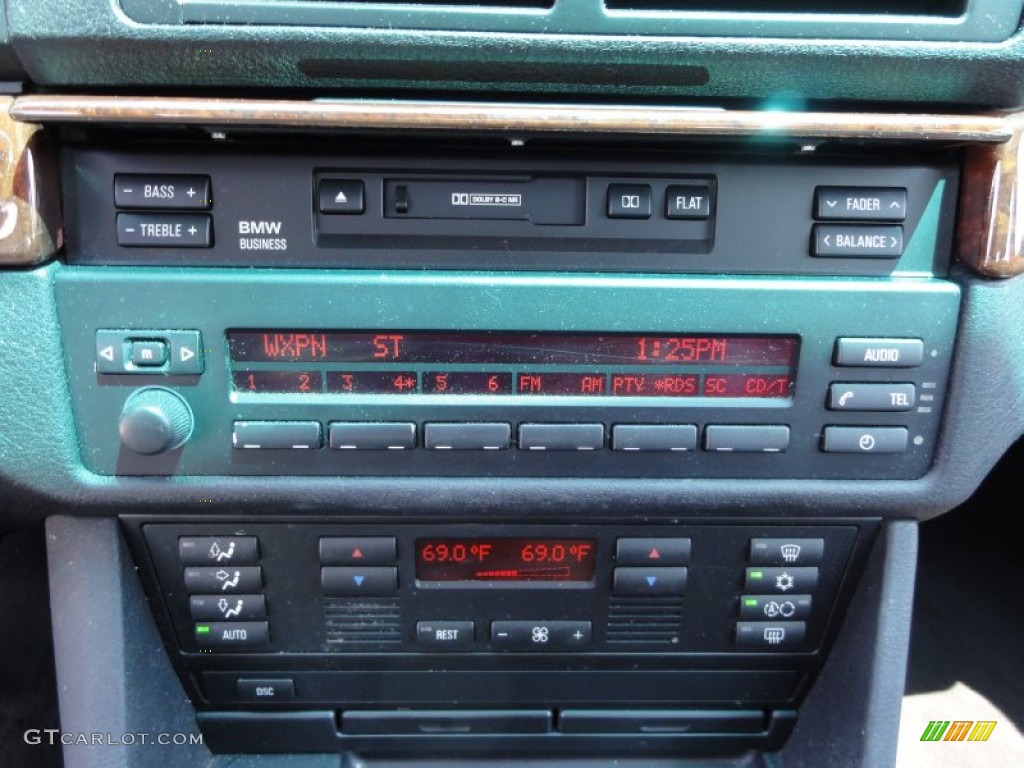 - BASS +
- TREBLE +
BMW
BUSINESS
DOLBY B-C NR
FLAT
FADER
< BALANCE >
m
WXPN ST 1:25PM
1 2 3 4* 5 6 FM AM PTY *RDS SC CD/T
AUDIO
TEL
69.0°F 69.0°F
A
AUTO
REST
- +
DSC
GTCARLOT.COM